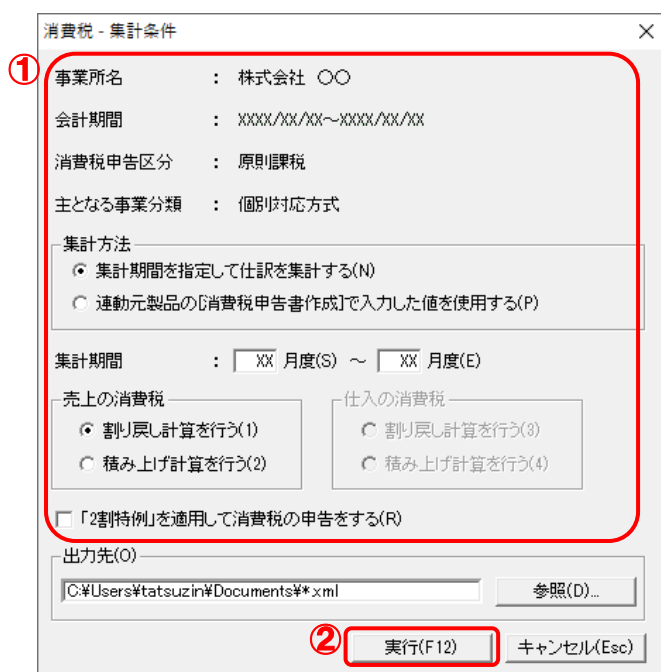 消費税 - 集計条件
①
事業所名 : 株式会社 ○○
会計期間 : XXXX/XX/XX～XXXX/XX/XX
消費税申告区分 : 原則課税
主となる事業分類 : 個別対応方式
集計方法
集計期間を指定して仕訳を集計する(N)
連動元製品の[消費税申告書作成]で入力した値を使用する(P)
集計期間 : XX 月度(S) ～ XX 月度(E)
売上の消費税
割り戻し計算を行う(1)
積み上げ計算を行う(2)
仕入の消費税
割り戻し計算を行う(3)
積み上げ計算を行う(4)
「2割特例」を適用して消費税の申告をする(R)
出力先(O)
C:¥Users¥tatsuzin¥Documents¥*.xml
参照(D)...
②
実行(F12)
キャンセル(Esc)